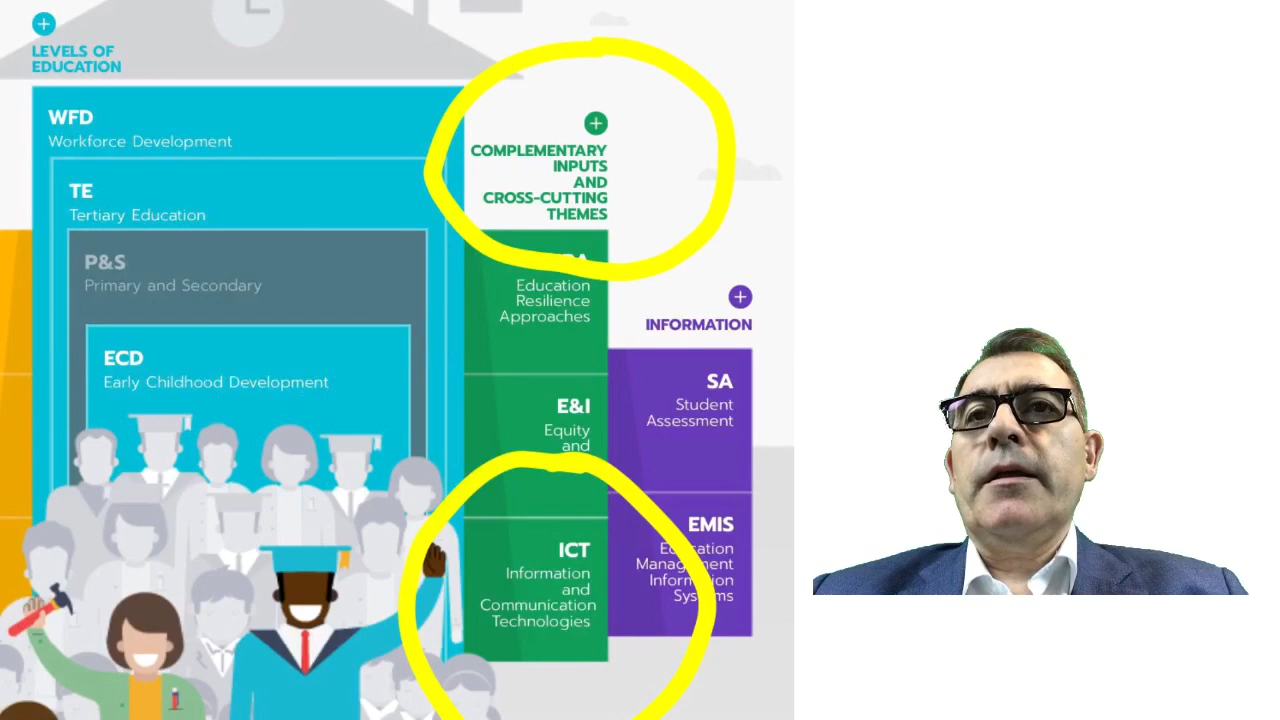 LEVELS OF
EDUCATION
WFD
Workforce Development
TE
Tertiary Education
P&S
Primary and Secondary
ECD
Early Childhood Development
COMPLEMENTARY
INPUTS
AND
CROSS-CUTTING
THEMES
Education
Resilience
Approaches
E&I
Equity
and
ICT
Information
and
Communication
Technologies
INFORMATION
SA
Student
Assessment
EMIS
Education
Management
Information
Systems